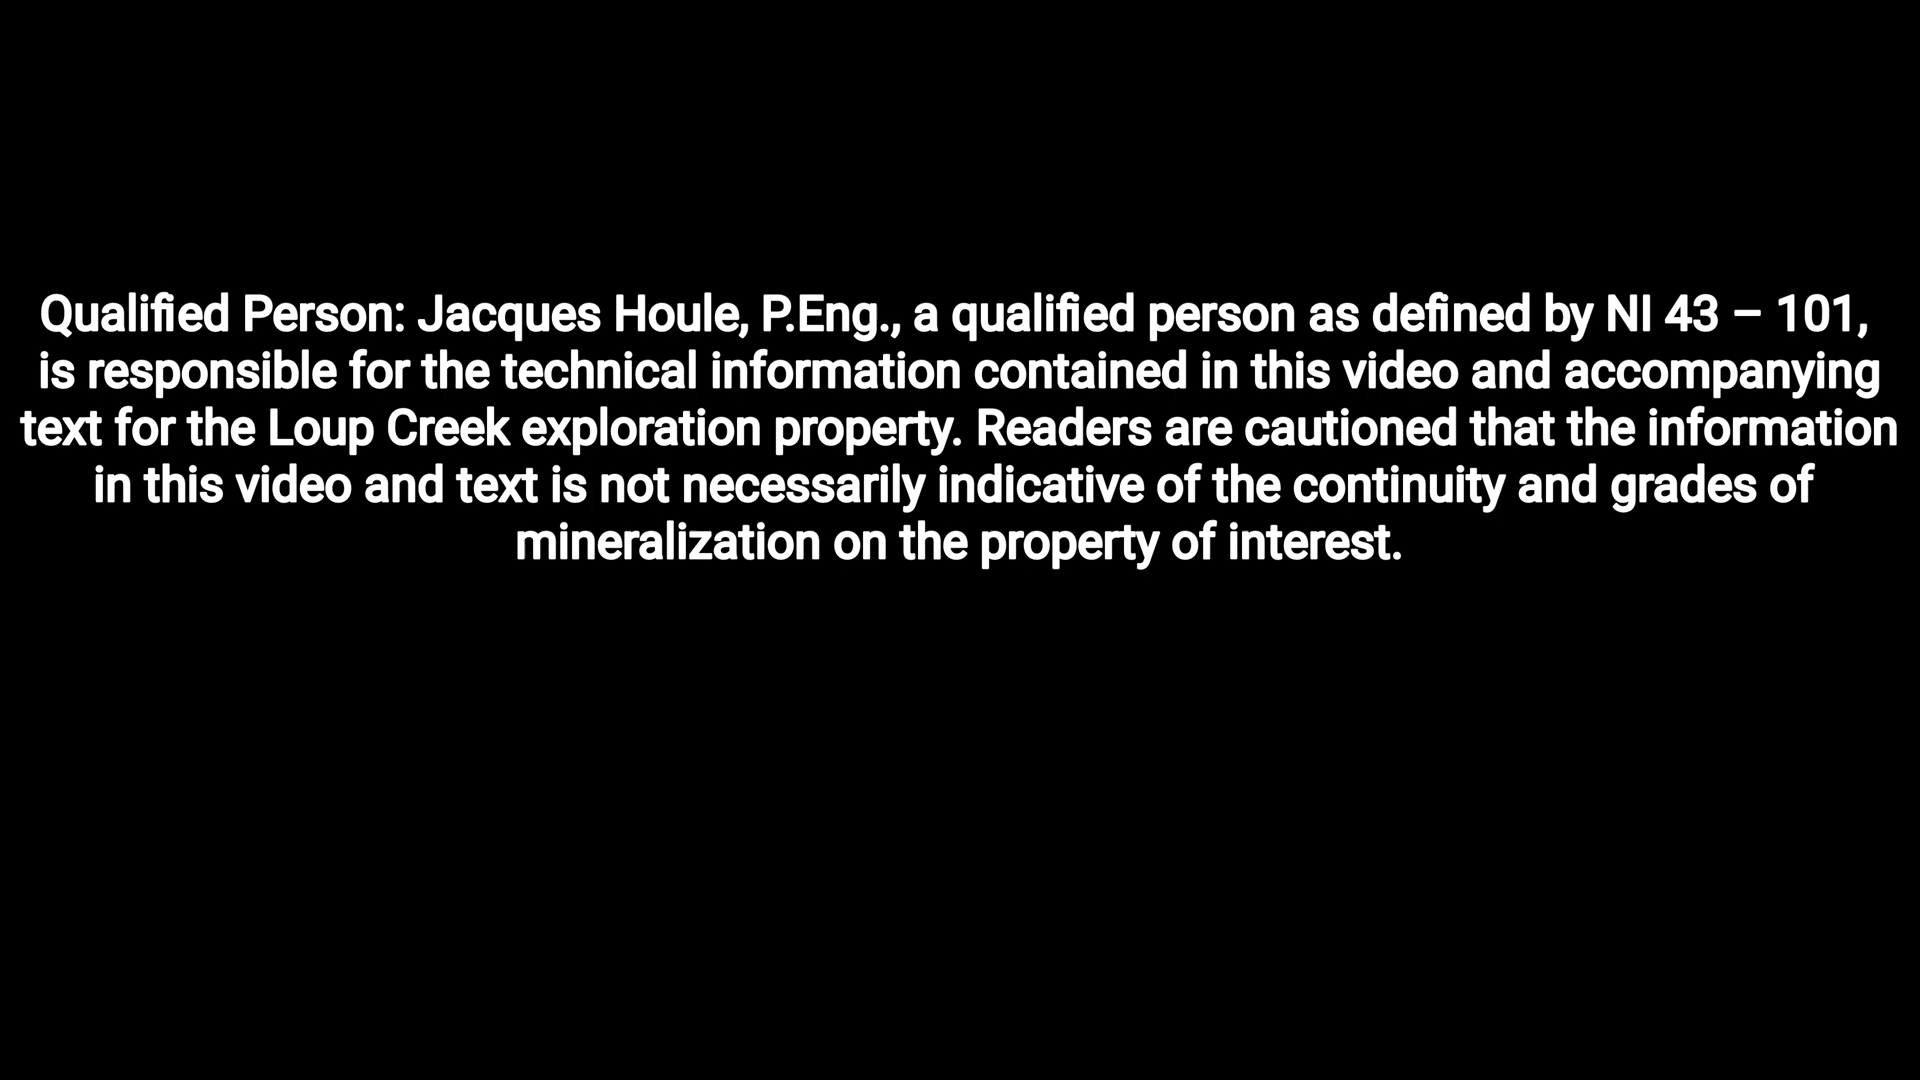 Qualified Person: Jacques Houle, P.Eng., a qualified person as defined by NI 43 – 101,
is responsible for the technical information contained in this video and accompanying
text for the Loup Creek exploration property. Readers are cautioned that the information
in this video and text is not necessarily indicative of the continuity and grades of
mineralization on the property of interest.